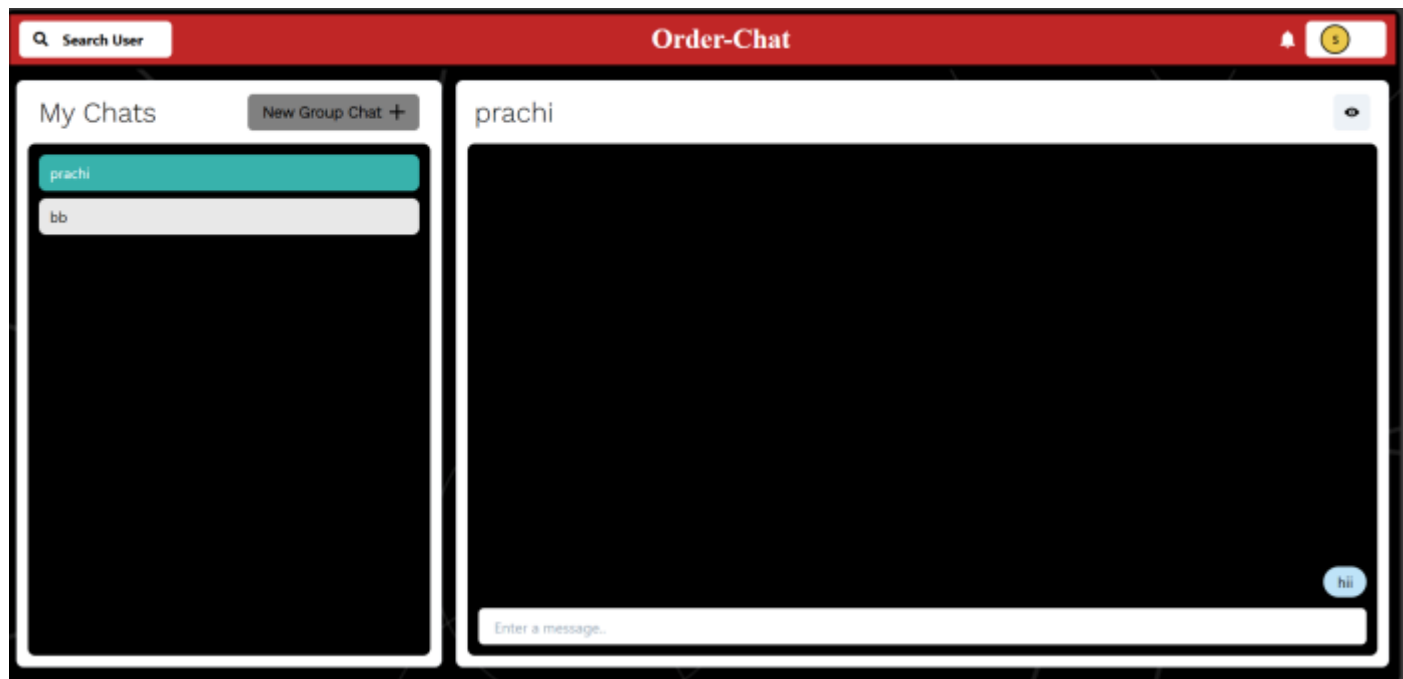 Search User
Order-Chat
S
My Chats
New Group Chat +
prachi
bb
prachi
hii
Enter a message..